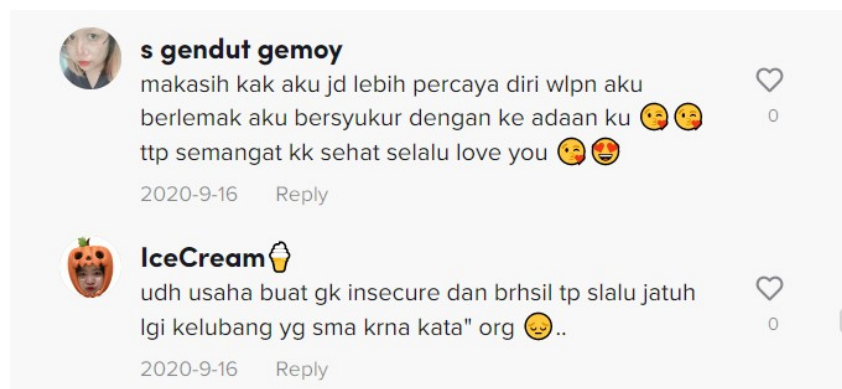 s gendut gemoy
makasih kak aku jd lebih percaya diri wlpn aku
berlemak aku bersyukur dengan ke adaan ku 😘 😘
ttp semangat kk sehat selalu love you 😘 😍
0
2020-9-16 Reply
IceCream🍦
udh usaha buat gk insecure dan brhsil tp slalu jatuh
lgi kelubang yg sma krna kata" org 😔..
0
2020-9-16 Reply